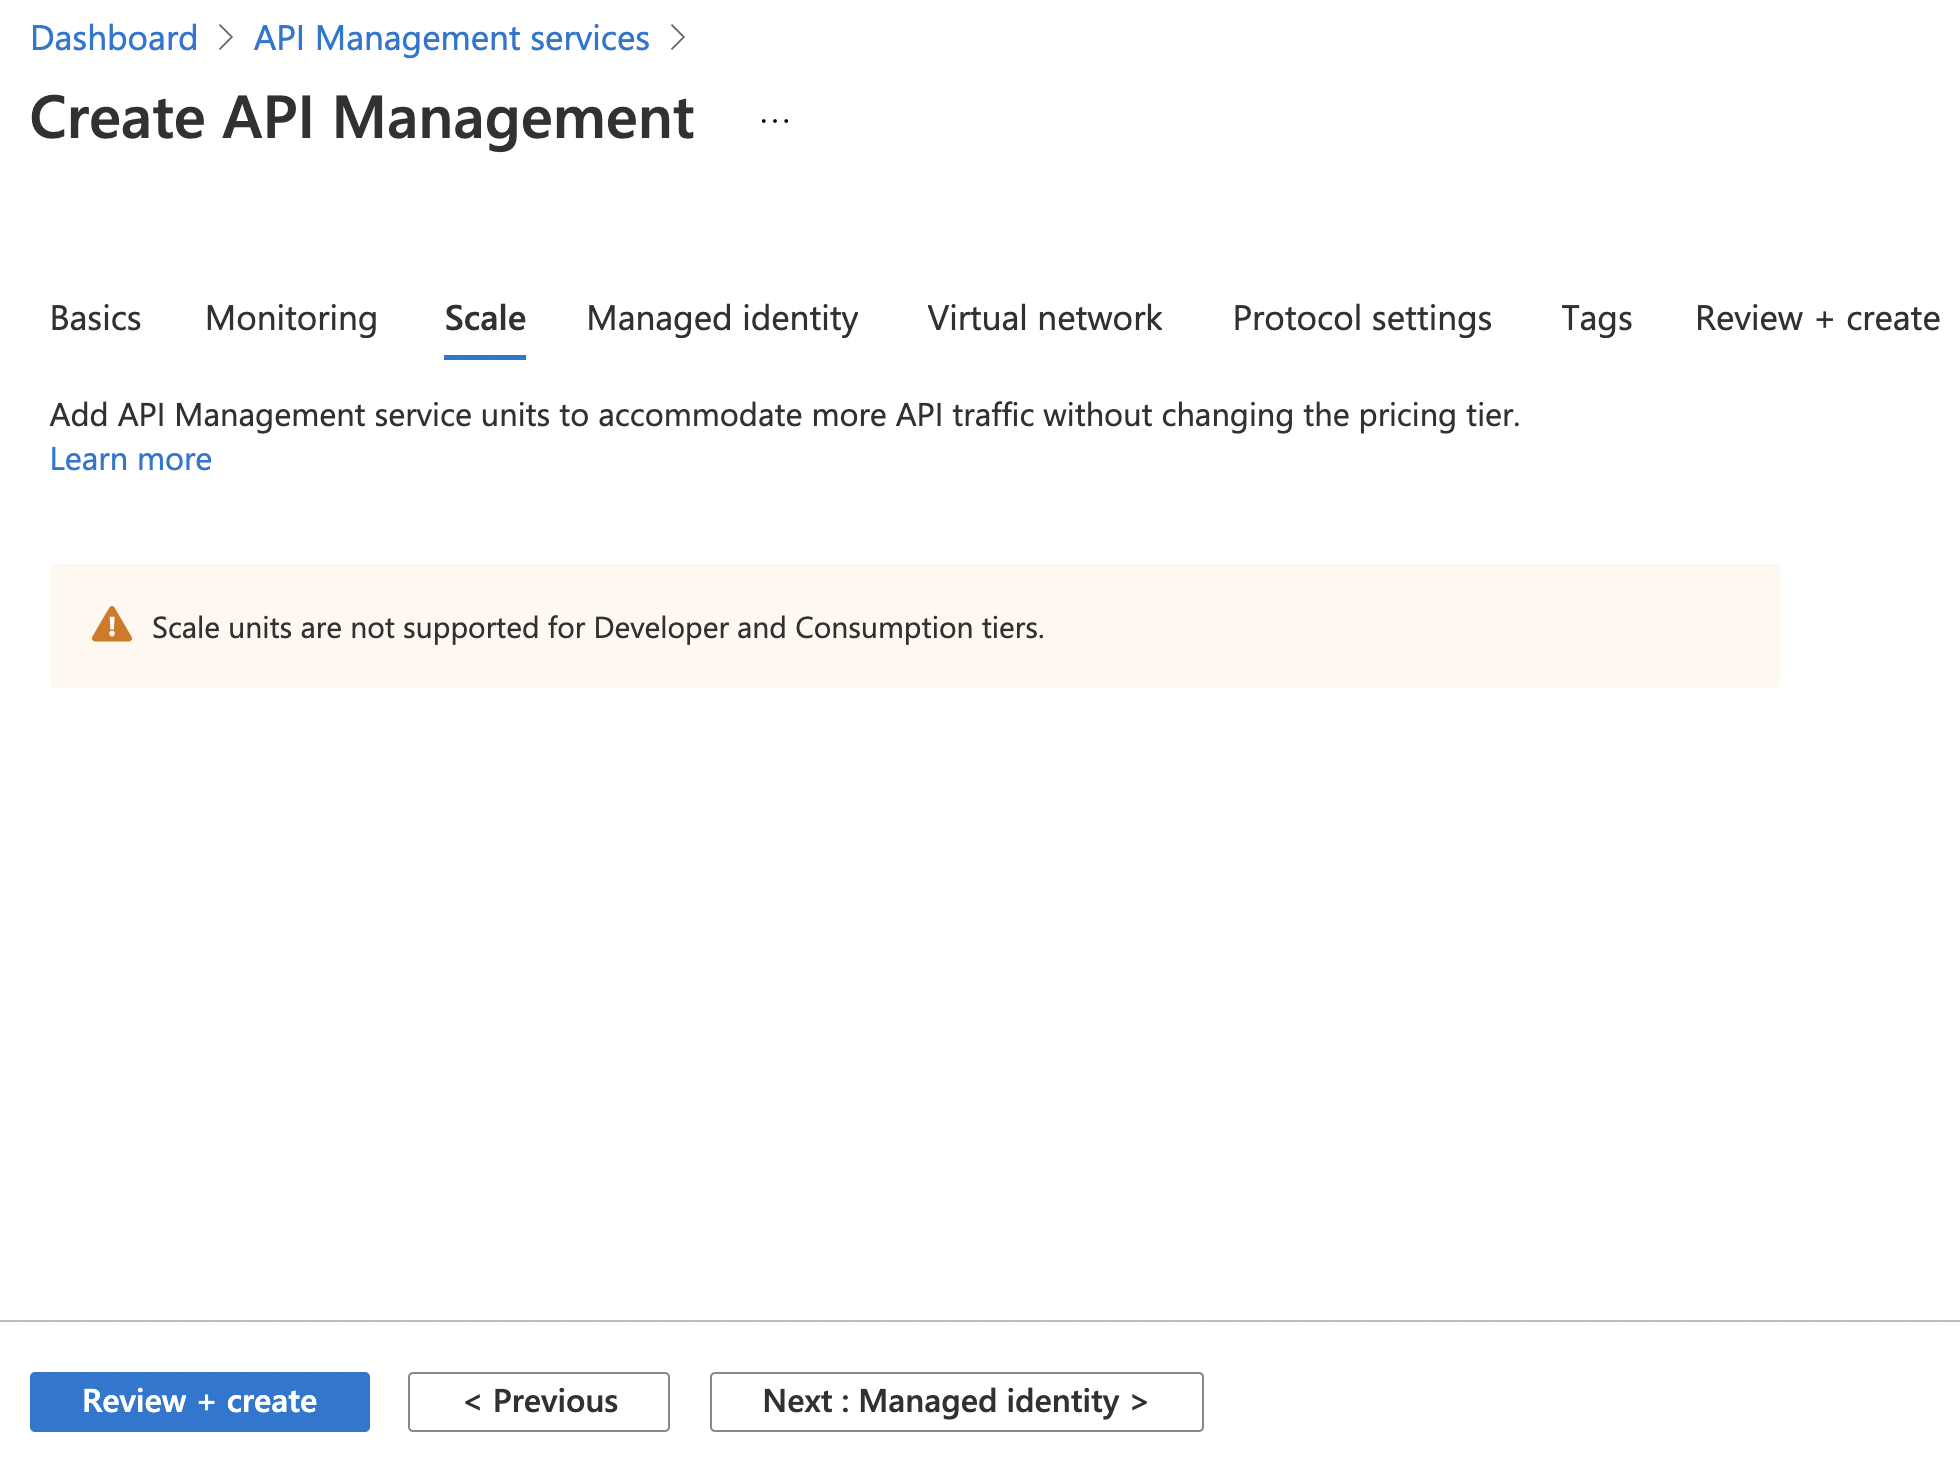 Dashboard > API Management services >
Create API Management ...
Basics Monitoring Scale Managed identity Virtual network Protocol settings Tags Review + create
Add API Management service units to accommodate more API traffic without changing the pricing tier.
Learn more
Scale units are not supported for Developer and Consumption tiers.
Review + create < Previous Next : Managed identity >